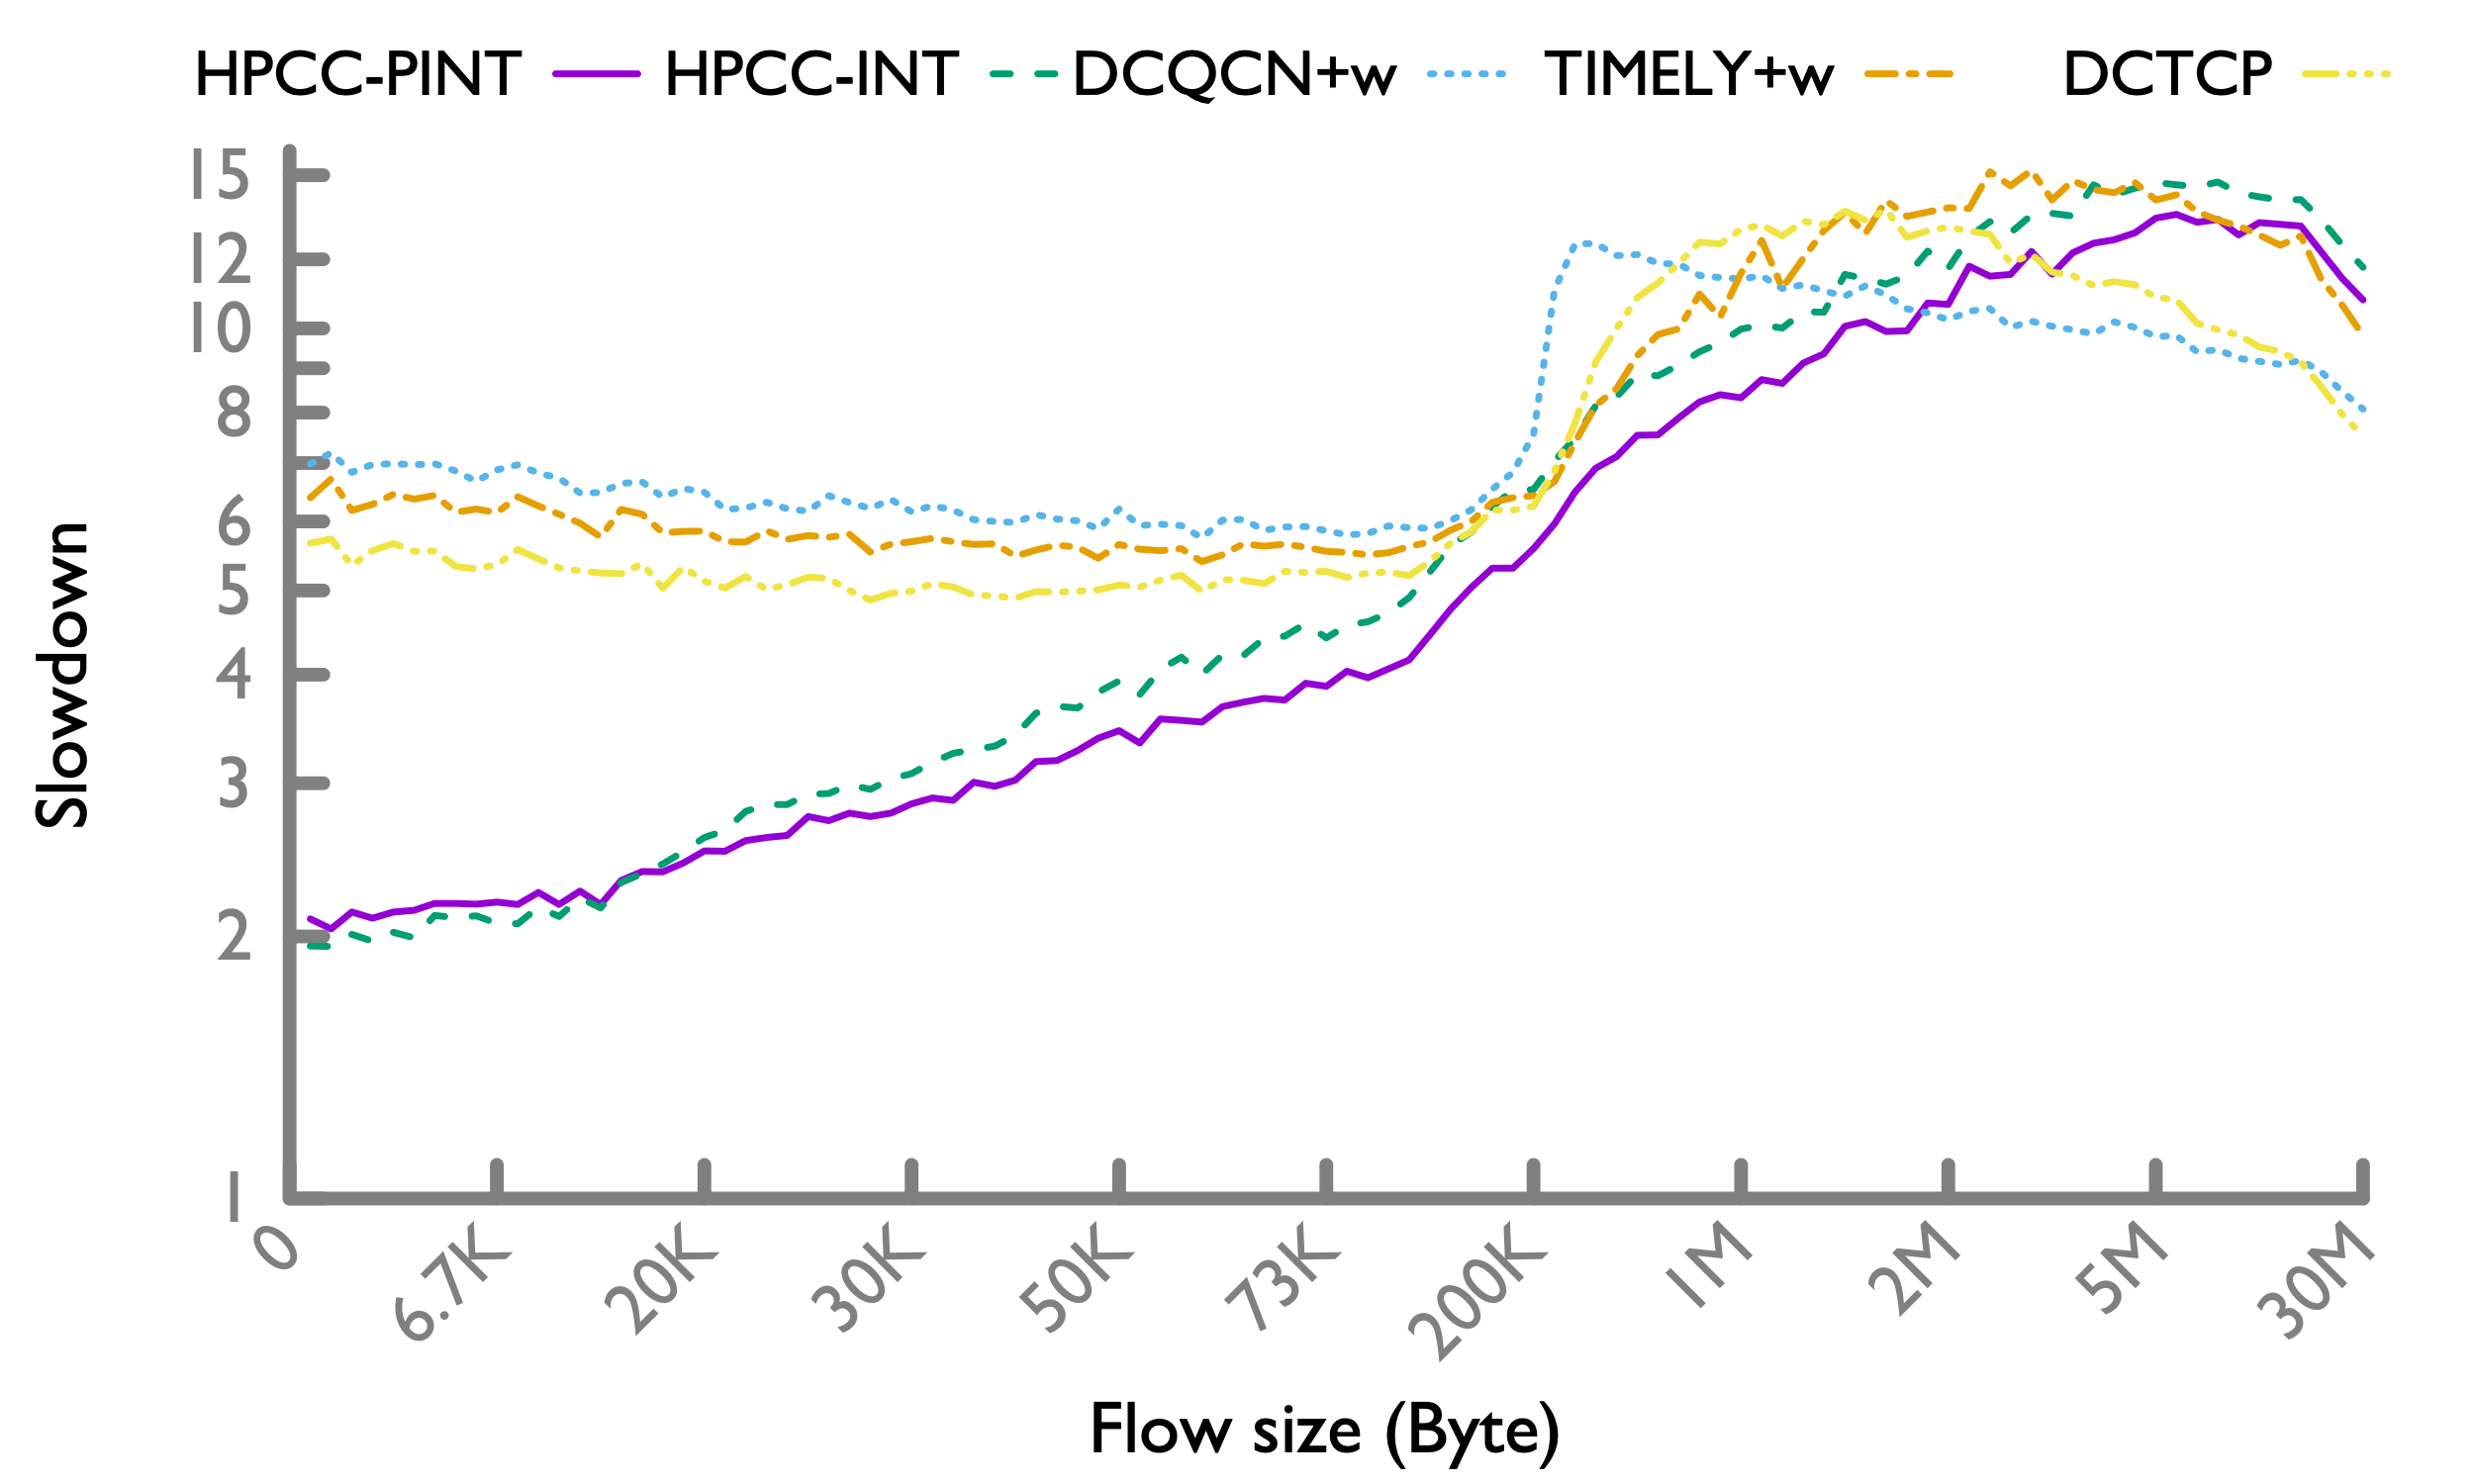 HPCC-PINT HPCC-INT DCQCN+w TIMELY+w DCTCP
15
12
10
8
6
5
4
3
2
1
Slowdown
0 6.7K 20K 30K 50K 73K 200K 1M 2M 5M 30M
Flow size (Byte)